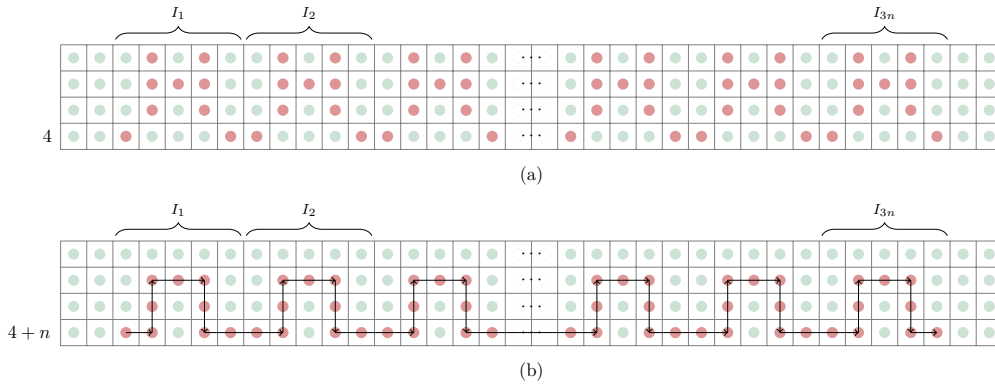 I₁ I₂ I₃ₙ
⋯
4 ⋯
(a)
I₁ I₂ I₃ₙ
⋯
4 + n ⋯
(b)